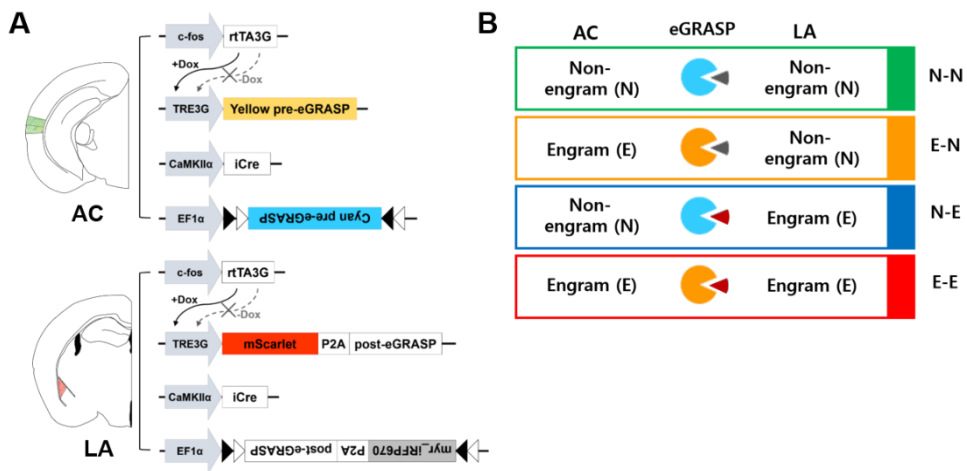 A
c-fos
rtTA3G
+Dox
-Dox
TRE3G
Yellow pre-eGRASP
CaMKIIα
iCre
AC
EF1α
Cyan pre-eGRASP
c-fos
rtTA3G
+Dox
-Dox
TRE3G
mScarlet
P2A
post-eGRASP
CaMKIIα
iCre
LA
EF1α
post-eGRASP
P2A
myr_iRFP670
B
AC
eGRASP
LA
Non-
engram (N)
Non-
engram (N)
N-N
Engram (E)
Non-
engram (N)
E-N
Non-
engram (N)
Engram (E)
N-E
Engram (E)
Engram (E)
E-E